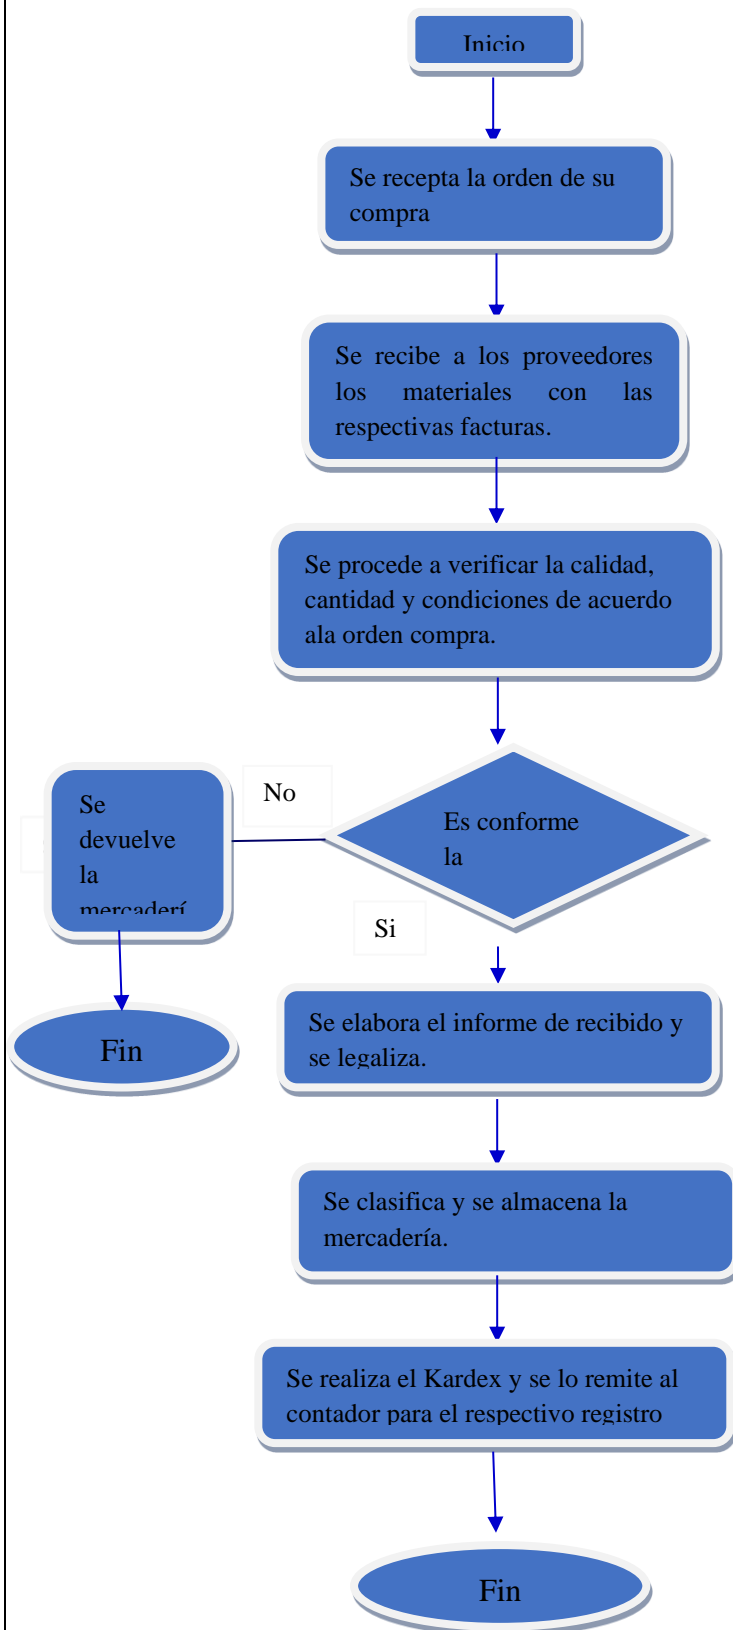 Inicio
Se recepta la orden de su
compra
Se recibe a los proveedores
los materiales con las
respectivas facturas.
Se procede a verificar la calidad,
cantidad y condiciones de acuerdo
ala orden compra.
Es conforme
la
No
Se
devuelve
la
mercaderí
Fin
Si
Se elabora el informe de recibido y
se legaliza.
Se clasifica y se almacena la
mercadería.
Se realiza el Kardex y se lo remite al
contador para el respectivo registro
Fin